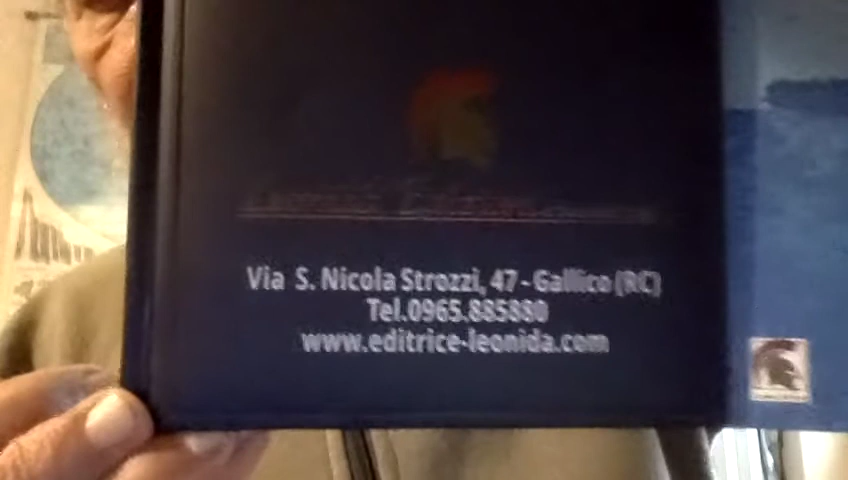 Via S. Nicola Strozzi, 47 - Gallico (RC)
Tel.0965.885880
www.editrice-leonida.com